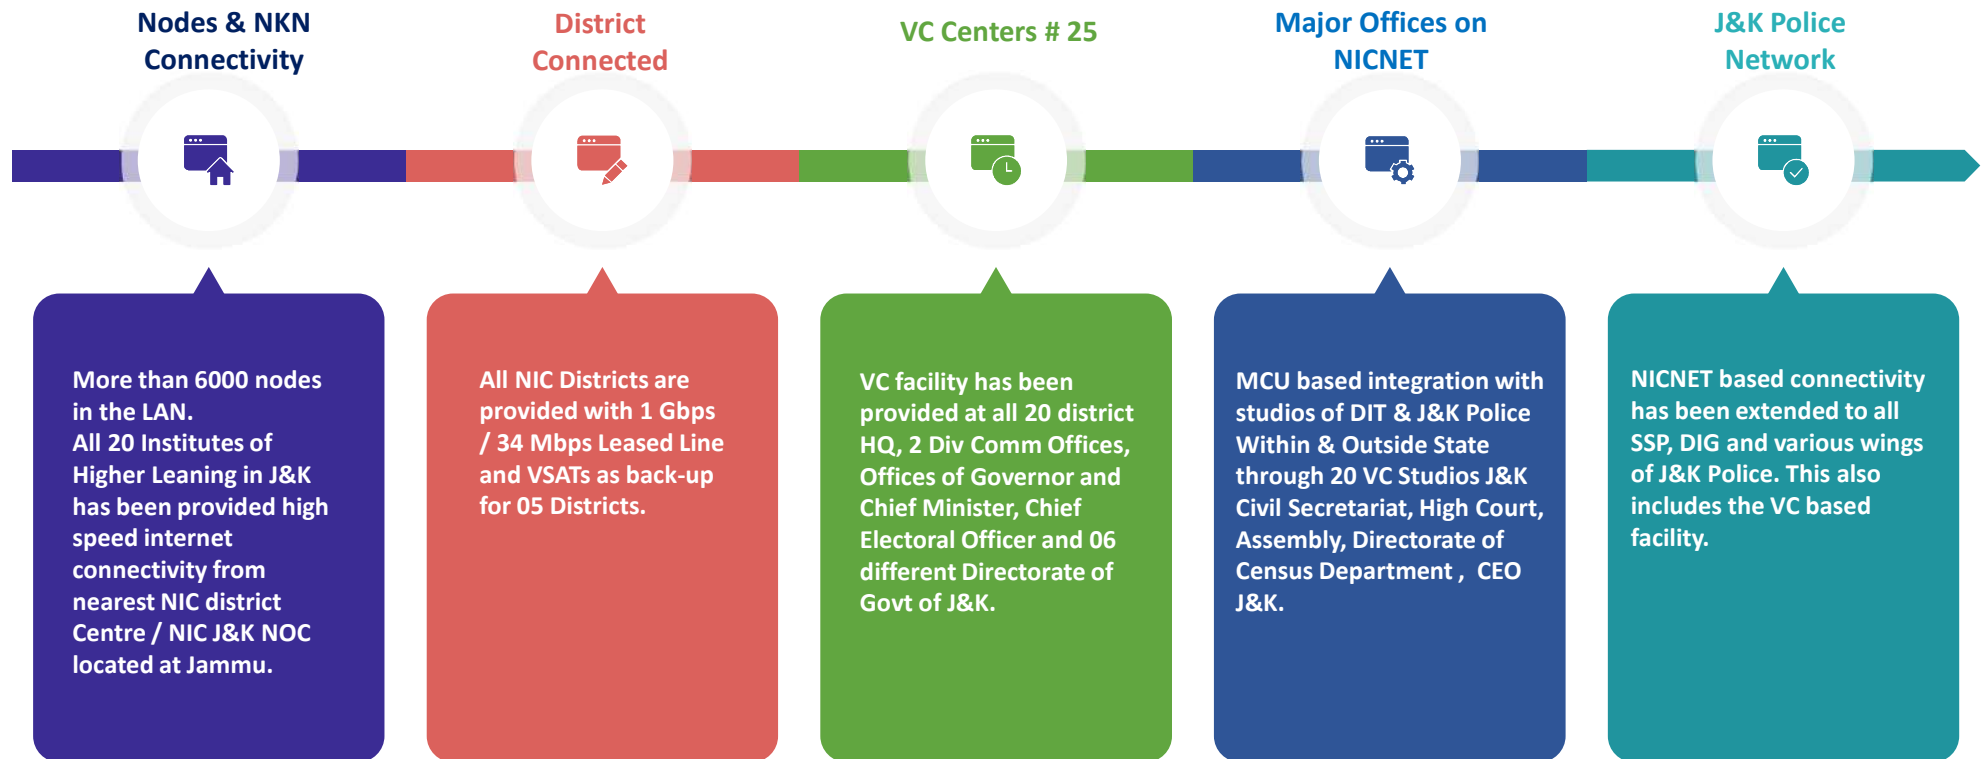 Nodes & NKN
Connectivity
District
Connected
VC Centers # 25
Major Offices on
NICNET
J&K Police
Network
More than 6000 nodes
in the LAN.
All 20 Institutes of
Higher Leaning in J&K
has been provided high
speed internet
connectivity from
nearest NIC district
Centre / NIC J&K NOC
located at Jammu.
All NIC Districts are
provided with 1 Gbps
/ 34 Mbps Leased Line
and VSATs as back-up
for 05 Districts.
VC facility has been
provided at all 20 district
HQ, 2 Div Comm Offices,
Offices of Governor and
Chief Minister, Chief
Electoral Officer and 06
different Directorate of
Govt of J&K.
MCU based integration with
studios of DIT & J&K Police
Within & Outside State
through 20 VC Studios J&K
Civil Secretariat, High Court,
Assembly, Directorate of
Census Department ,  CEO
J&K.
NICNET based connectivity
has been extended to all
SSP, DIG and various wings
of J&K Police. This also
includes the VC based
facility.